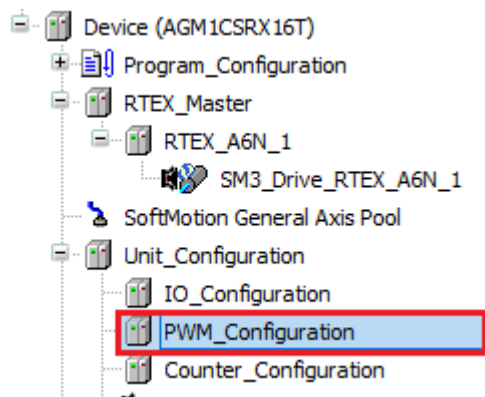 Device (AGM1CSRX16T)
Program_Configuration
RTEX_Master
RTEX_A6N_1
SM3_Drive_RTEX_A6N_1
SoftMotion General Axis Pool
Unit_Configuration
IO_Configuration
PWM_Configuration
Counter_Configuration